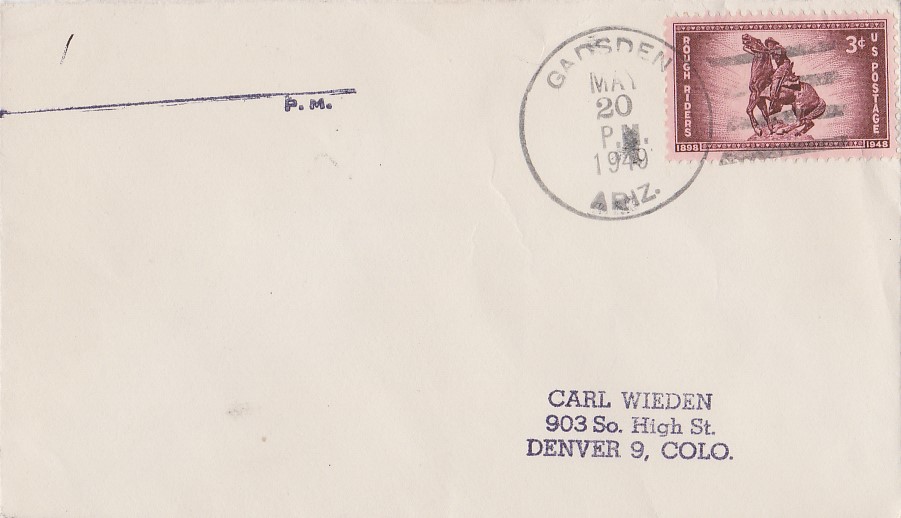 P.M.
GADSDEN
MAY
20
P.M.
1949
ARIZ.
ROUGH RIDERS
3¢
U S POSTAGE
1898
1948
CARL WIEDEN
903 So. High St.
DENVER 9, COLO.